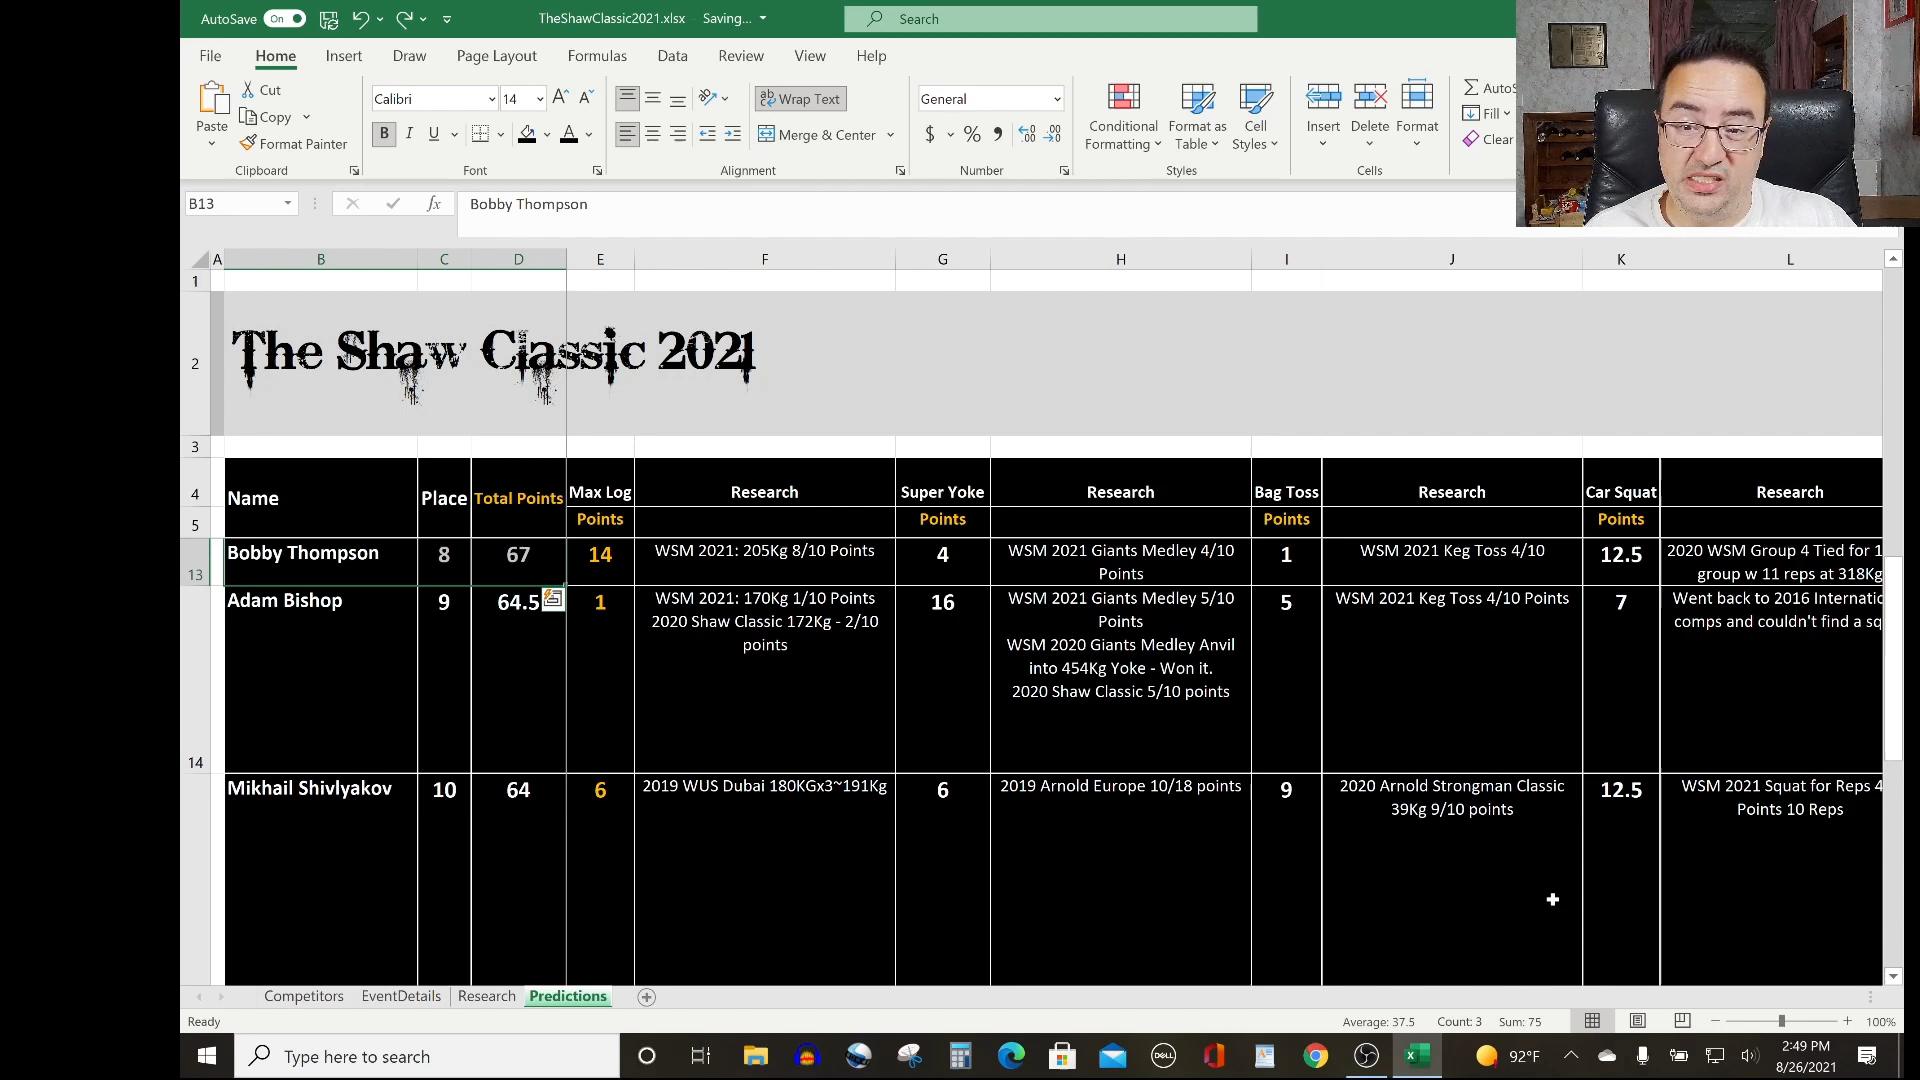 AutoSave On TheShawClassic2021.xlsx - Saving... Search
File Home Insert Draw Page Layout Formulas Data Review View Help
Paste
Cut
Copy
Format Painter
Clipboard
Calibri 14
B I U
Font
Wrap Text
Merge & Center
Alignment
General
$ % 9
Number
Conditional Formatting
Format as Table
Cell Styles
Styles
Insert Delete Format
Cells
Fill
Clear
B13 fx Bobby Thompson
A B C D E F G H I J K L
1
2 The Shaw Classic 2021
3
4 Name Place Total Points Max Log Research Super Yoke Research Bag Toss Research Car Squat Research
5 Points Points Points Points
Bobby Thompson 8 67 14 WSM 2021: 205Kg 8/10 Points 4 WSM 2021 Giants Medley 4/10 1 WSM 2021 Keg Toss 4/10 12.5 2020 WSM Group 4 Tied for 1
13 Points group w 11 reps at 318Kg
Adam Bishop 9 64.5 1 WSM 2021: 170Kg 1/10 Points 16 WSM 2021 Giants Medley 5/10 5 WSM 2021 Keg Toss 4/10 Points 7 Went back to 2016
2020 Shaw Classic 172Kg - 2/10 Points comps and couldn't find a
points WSM 2020 Giants Medley Anvil
into 454Kg Yoke - Won it.
2020 Shaw Classic 5/10 points
14
Mikhail Shivlyakov 10 64 6 2019 WUS Dubai 180KGx3~191Kg 6 2019 Arnold Europe 10/18 points 9 2020 Arnold Strongman Classic 12.5 WSM 2021 Squat for Reps 4
39Kg 9/10 points Points 10 Reps
Competitors EventDetails Research Predictions
Ready Average: 37.5 Count: 3 Sum: 75 100%
Type here to search
DELL
92°F
2:49 PM
8/26/2021